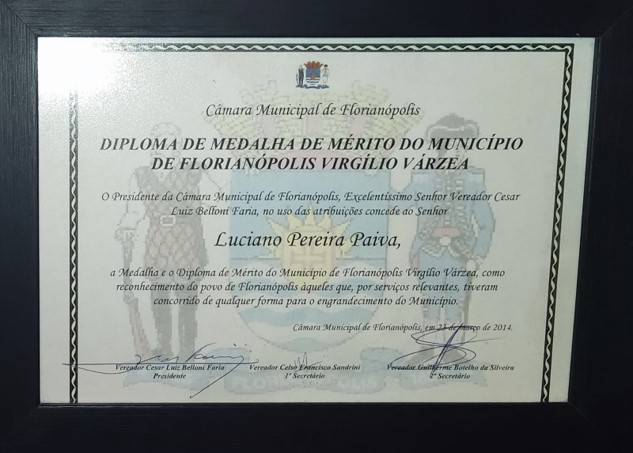 Câmara Municipal de Florianópolis
DIPLOMA DE MEDALHA DE MÉRITO DO MUNICÍPIO
DE FLORIANÓPOLIS VIRGÍLIO VÁRZEA
O Presidente da Câmara Municipal de Florianópolis, Excelentíssimo Senhor Vereador Cesar
Luiz Belloni Faria, no uso das atribuições concede ao Senhor
Luciano Pereira Paiva,
a Medalha e o Diploma de Mérito do Município de Florianópolis Virgílio Várzea, como
reconhecimento do povo de Florianópolis àqueles que, por serviços relevantes, tiveram
concorrido de qualquer forma para o engrandecimento do Município.
Câmara Municipal de Florianópolis, em de março de 2014.
Vereador Cesar Luiz Belloni Faria Vereador Celso Francisco Sandrini Vereador Guilherme Botelho da Silveira
Presidente 1º Secretário 2º Secretário